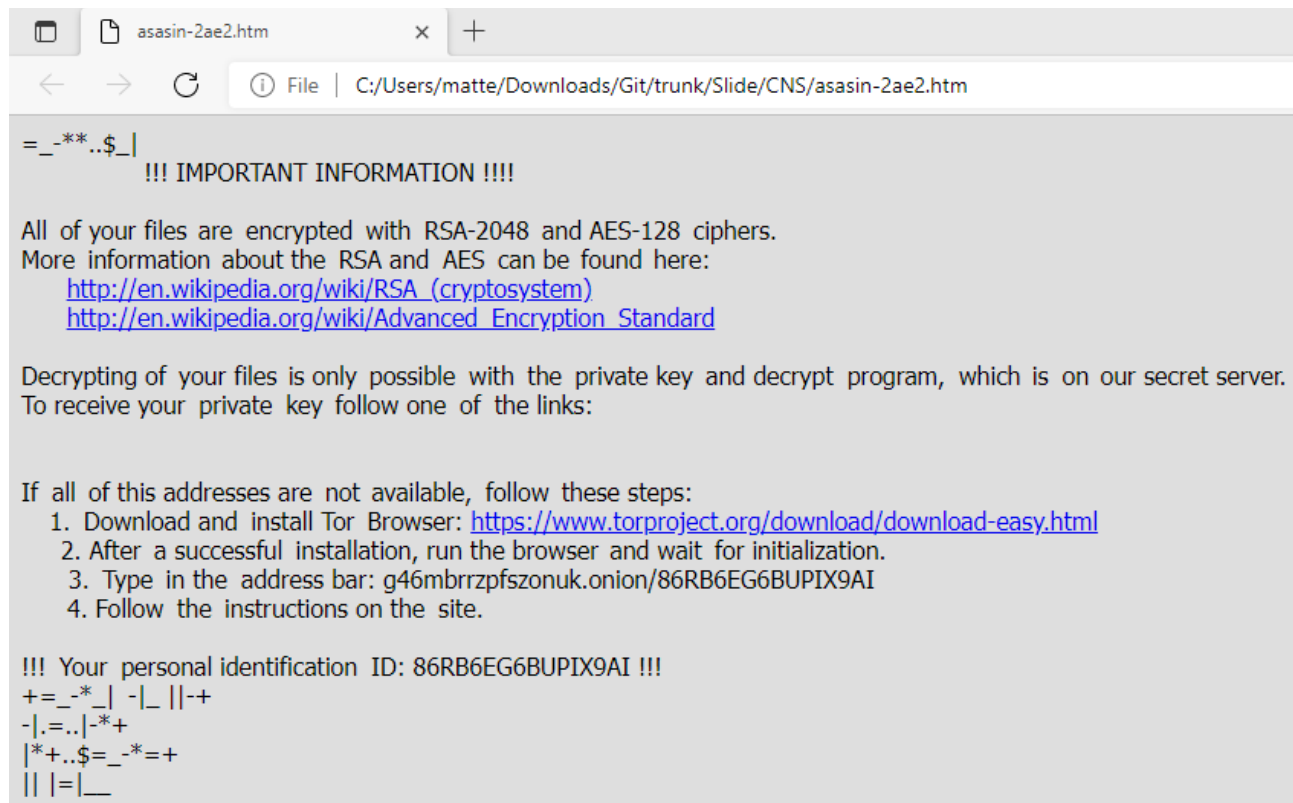 asasin-2ae2.htm
File | C:/Users/matte/Downloads/Git/trunk/Slide/CNS/asasin-2ae2.htm
=_-**..$_|
!!! IMPORTANT INFORMATION !!!!
All of your files are encrypted with RSA-2048 and AES-128 ciphers.
More information about the RSA and AES can be found here:
http://en.wikipedia.org/wiki/RSA_(cryptosystem)
http://en.wikipedia.org/wiki/Advanced_Encryption_Standard
Decrypting of your files is only possible with the private key and decrypt program, which is on our secret server.
To receive your private key follow one of the links:
If all of this addresses are not available, follow these steps:
1. Download and install Tor Browser: https://www.torproject.org/download/download-easy.html
2. After a successful installation, run the browser and wait for initialization.
3. Type in the address bar: g46mbrrzpfszonuk.onion/86RB6EG6BUPIX9AI
4. Follow the instructions on the site.
!!! Your personal identification ID: 86RB6EG6BUPIX9AI !!!
+=_-*_| -|_ ||-+
-|.=..|-*+
|*+..$=_-*=+
|| |=|__